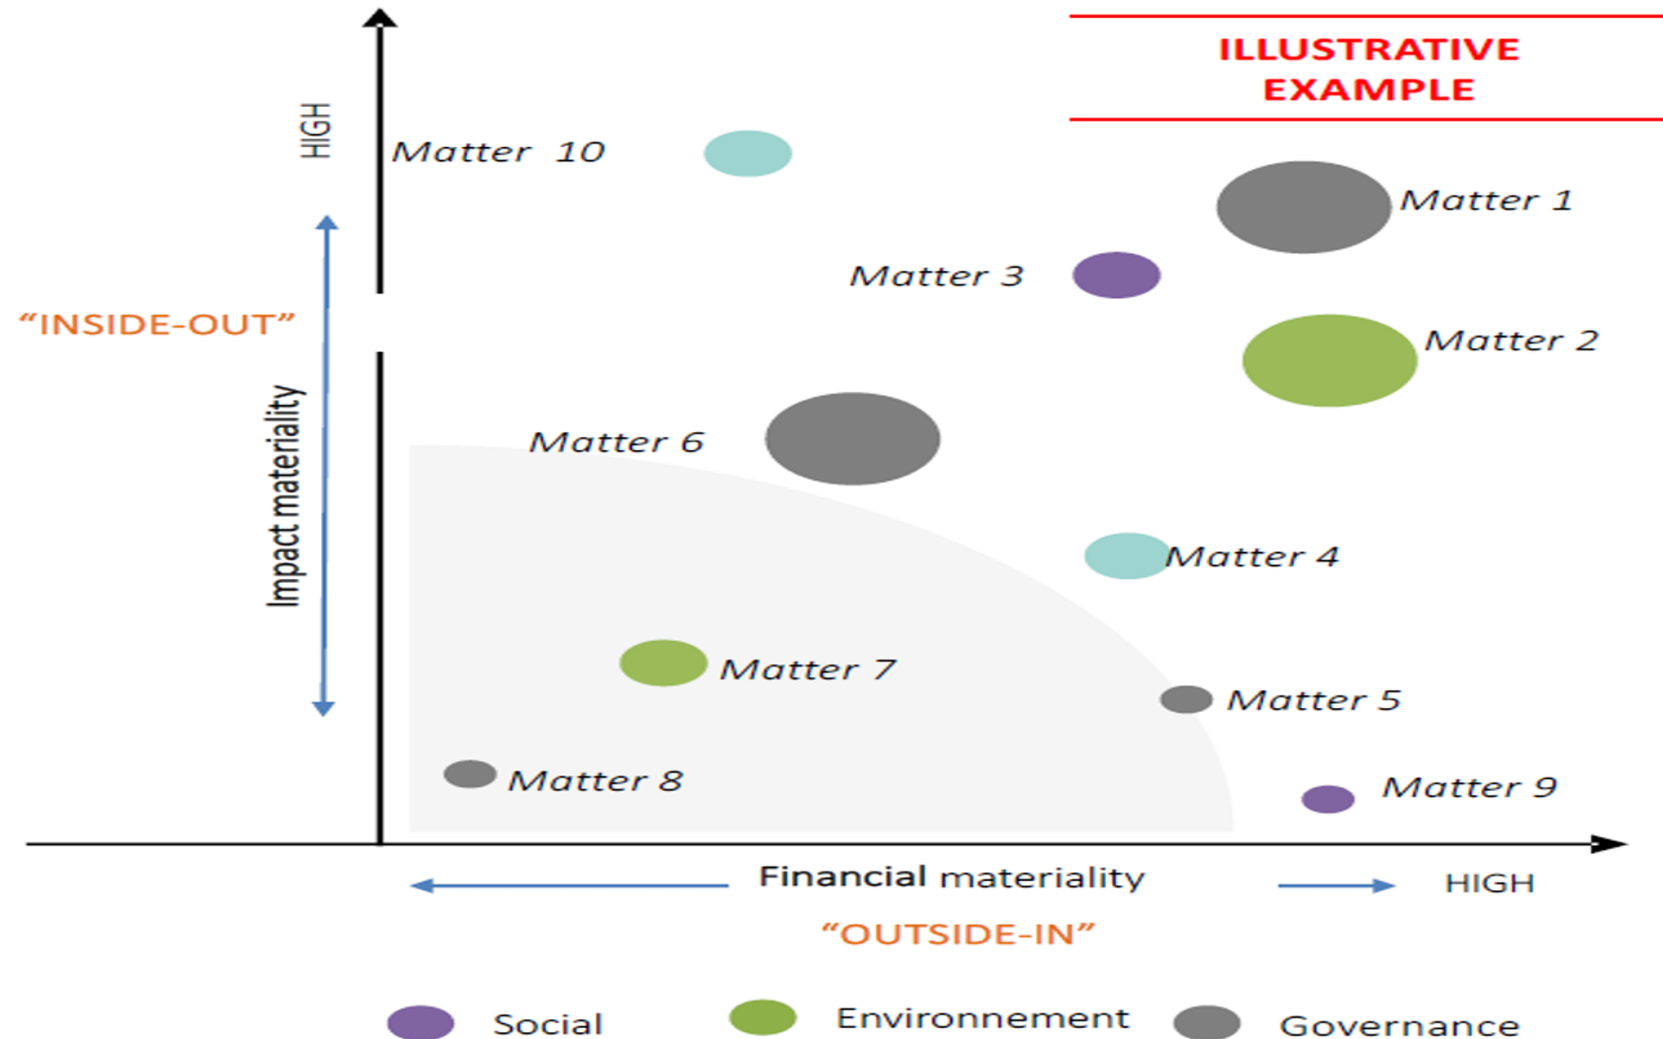 ILLUSTRATIVE
EXAMPLE
HIGH
Matter 10
Matter 1
Matter 3
"INSIDE-OUT"
Matter 2
Impact materiality
Matter 6
Matter 4
Matter 7
Matter 5
Matter 8
Matter 9
Financial materiality
HIGH
"OUTSIDE-IN"
Social
Environnement
Governance